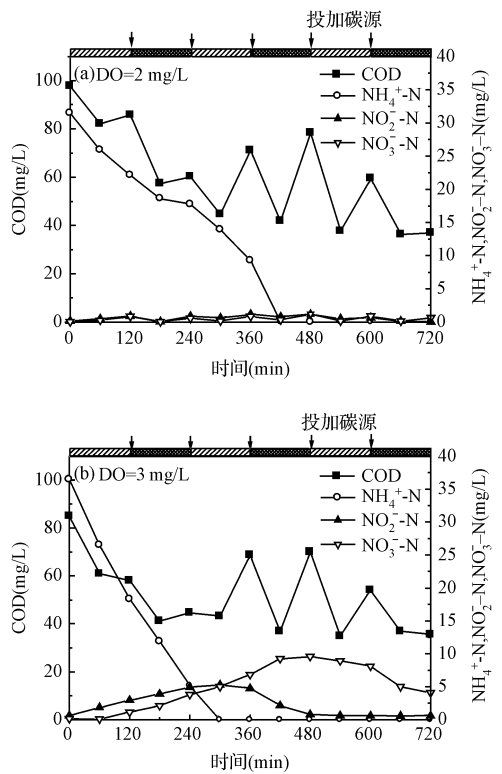 投加碳源
(a) DO=2 mg/L
COD
NH₄⁺-N
NO₂⁻-N
NO₃⁻-N
100
80
60
40
20
0
COD(mg/L)
40
35
30
25
20
15
10
5
0
NH₄⁺-N,NO₂⁻-N,NO₃⁻-N(mg/L)
0 120 240 360 480 600 720
时间(min)
投加碳源
(b) DO=3 mg/L
COD
NH₄⁺-N
NO₂⁻-N
NO₃⁻-N
100
80
60
40
20
0
COD(mg/L)
40
35
30
25
20
15
10
5
0
NH₄⁺-N,NO₂⁻-N,NO₃⁻-N(mg/L)
0 120 240 360 480 600 720
时间(min)